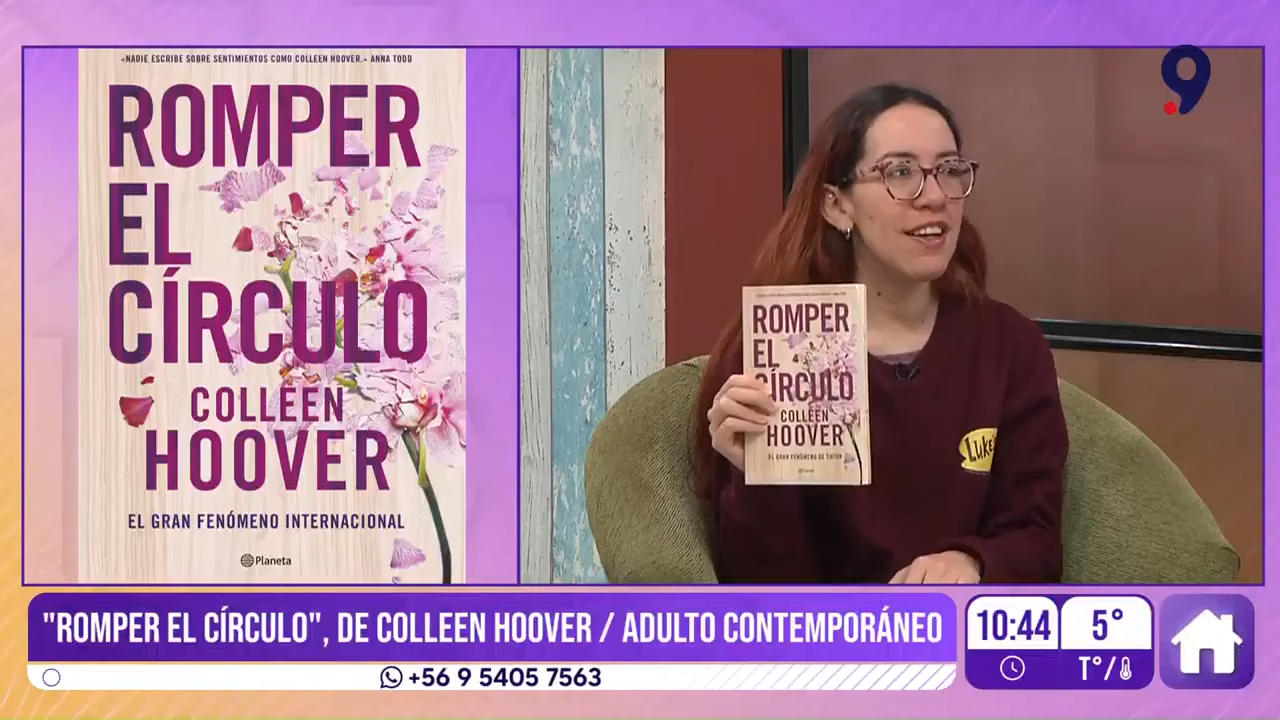 «NADIE ESCRIBE SOBRE SENTIMIENTOS COMO COLLEEN HOOVER.» ANNA TODD
ROMPER
EL
CÍRCULO
COLLEEN
HOOVER
EL GRAN FENÓMENO INTERNACIONAL
Planeta
9
ROMPER
EL
CÍRCULO
COLLEEN
HOOVER
EL GRAN FENÓMENO DE TIKTOK
Planeta
Luke's
"ROMPER EL CÍRCULO", DE COLLEEN HOOVER / ADULTO CONTEMPORÁNEO
+56 9 5405 7563
10:44
5°
T°/